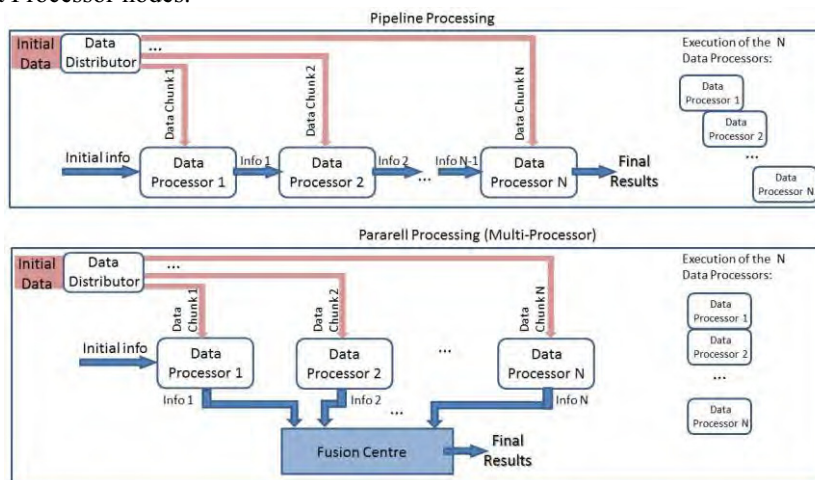 t Processor nodes.
Pipeline Processing
Initial
Data
Data
Distributor
...
Data Chunk 1
Data Chunk 2
Data Chunk N
Execution of the N
Data Processors:
Data
Processor 1
Data
Processor 2
...
Data
Processor N
Initial info
Data
Processor 1
Info 1
Data
Processor 2
Info 2
...
Info N-1
Data
Processor N
Final
Results
Pararell Processing (Multi-Processor)
Initial
Data
Data
Distributor
...
Data
Chunk 1
Data
Chunk 2
Data
Chunk N
Execution of the N
Data Processors:
Data
Processor 1
Data
Processor 2
...
Data
Processor N
Initial info
Data
Processor 1
Data
Processor 2
...
Data
Processor N
Info 1
Info 2
...
Info N
Fusion Centre
Final
Results